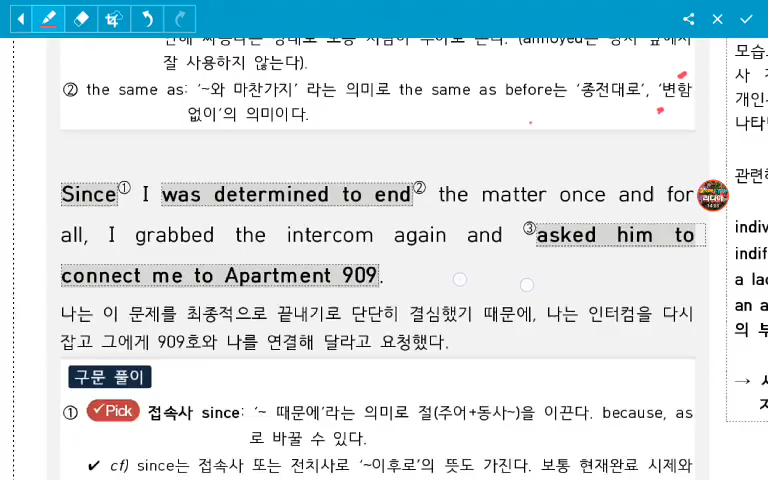 잘 사용하지 않는다).
② the same as: ‘~와 마찬가지’ 라는 의미로 the same as before는 ‘종전대로’, ‘변함
없이’의 의미이다.
Since① I was determined to end② the matter once and for
all, I grabbed the intercom again and ③asked him to
connect me to Apartment 909.
나는 이 문제를 최종적으로 끝내기로 단단히 결심했기 때문에, 나는 인터컴을 다시
잡고 그에게 909호와 나를 연결해 달라고 요청했다.
구문 풀이
① ✓Pick 접속사 since: ‘~ 때문에’라는 의미로 절(주어+동사~)을 이끈다. because, as
로 바꿀 수 있다.
✔ cf) since는 접속사 또는 전치사로 ‘~이후로’의 뜻도 가진다. 보통 현재완료 시제와
모습
사
개인
나타
관련
indiv
indif
a la
an a
의 부
→